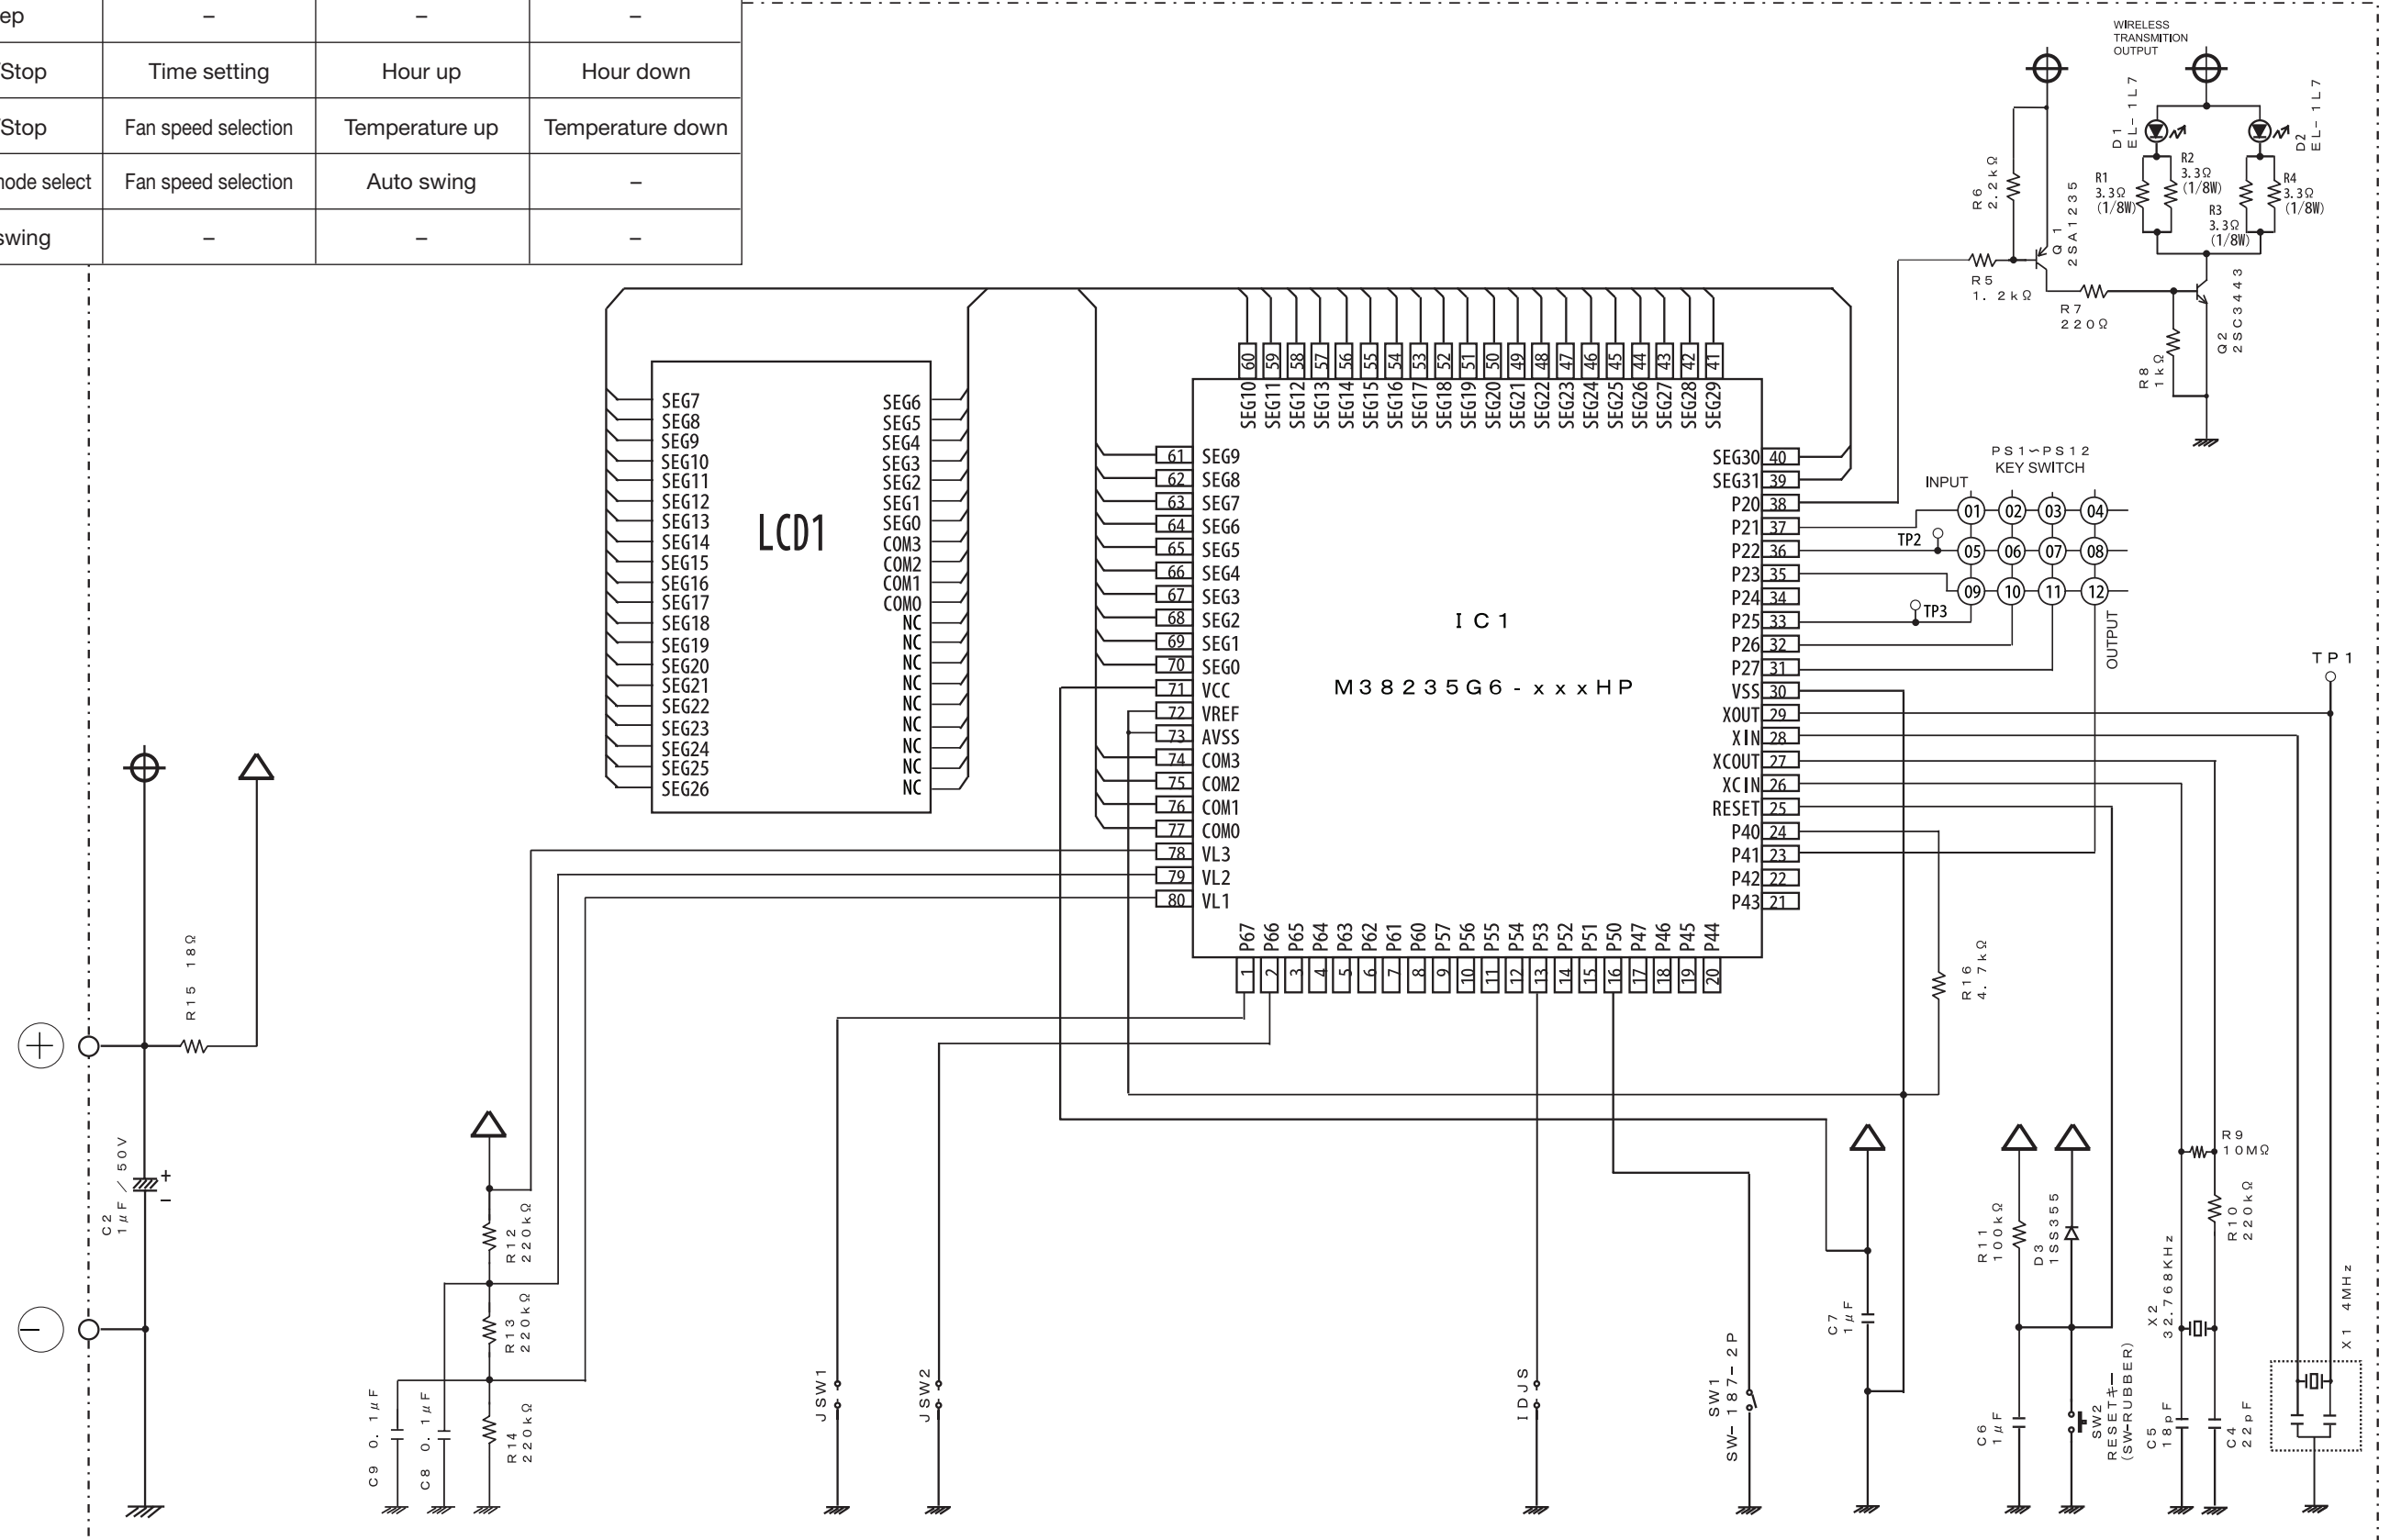 ep – – –
/Stop Time setting Hour up Hour down
/Stop Fan speed selection Temperature up Temperature down
node select Fan speed selection Auto swing –
swing – – –
WIRELESS
TRANSMITION
OUTPUT
D1
EL-1L7
D2
EL-1L7
R1
3.3Ω
(1/8W)
R2
3.3Ω
(1/8W)
R3
3.3Ω
(1/8W)
R4
3.3Ω
(1/8W)
R6
2.2kΩ
Q1
2SA1235
R5
1.2kΩ
R7
220Ω
Q2
2SC3443
R8
1kΩ
LCD1
SEG7
SEG8
SEG9
SEG10
SEG11
SEG12
SEG13
SEG14
SEG15
SEG16
SEG17
SEG18
SEG19
SEG20
SEG21
SEG22
SEG23
SEG24
SEG25
SEG26
SEG6
SEG5
SEG4
SEG3
SEG2
SEG1
SEG0
COM3
COM2
COM1
COM0
NC
NC
NC
NC
NC
NC
NC
NC
NC
60 59 58 57 56 55 54 53 52 51 50 49 48 47 46 45 44 43 42 41
SEG10 SEG11 SEG12 SEG13 SEG14 SEG15 SEG16 SEG17 SEG18 SEG19 SEG20 SEG21 SEG22 SEG23 SEG24 SEG25 SEG26 SEG27 SEG28 SEG29
61 SEG9
62 SEG8
63 SEG7
64 SEG6
65 SEG5
66 SEG4
67 SEG3
68 SEG2
69 SEG1
70 SEG0
71 VCC
72 VREF
73 AVSS
74 COM3
75 COM2
76 COM1
77 COM0
78 VL3
79 VL2
80 VL1
IC1
M38235G6-xxxHP
SEG30 40
SEG31 39
P20 38
P21 37
P22 36
P23 35
P24 34
P25 33
P26 32
P27 31
VSS 30
XOUT 29
XIN 28
XCOUT 27
XCIN 26
RESET 25
P40 24
P41 23
P42 22
P43 21
P67 P66 P65 P64 P63 P62 P61 P60 P57 P56 P55 P54 P53 P52 P51 P50 P47 P46 P45 P44
1 2 3 4 5 6 7 8 9 10 11 12 13 14 15 16 17 18 19 20
PS1~PS12
KEY SWITCH
INPUT
01 02 03 04
TP2
05 06 07 08
09 10 11 12
TP3
OUTPUT
TP1
R15 18Ω
+
C2
1μF/50V
+
−
−
R12
220kΩ
R13
220kΩ
R14
220kΩ
C9 0.1μF
C8 0.1μF
JSW1
JSW2
IDJS
SW1
SW-187-2P
R16
4.7kΩ
C7
1μF
R11
100kΩ
D3
1SS355
C6
1μF
SW2
RESETキー
(SW-RUBBER)
R9
10MΩ
R10
220kΩ
X2
32.768KHz
C5
18pF
C4
22pF
X1 4MHz